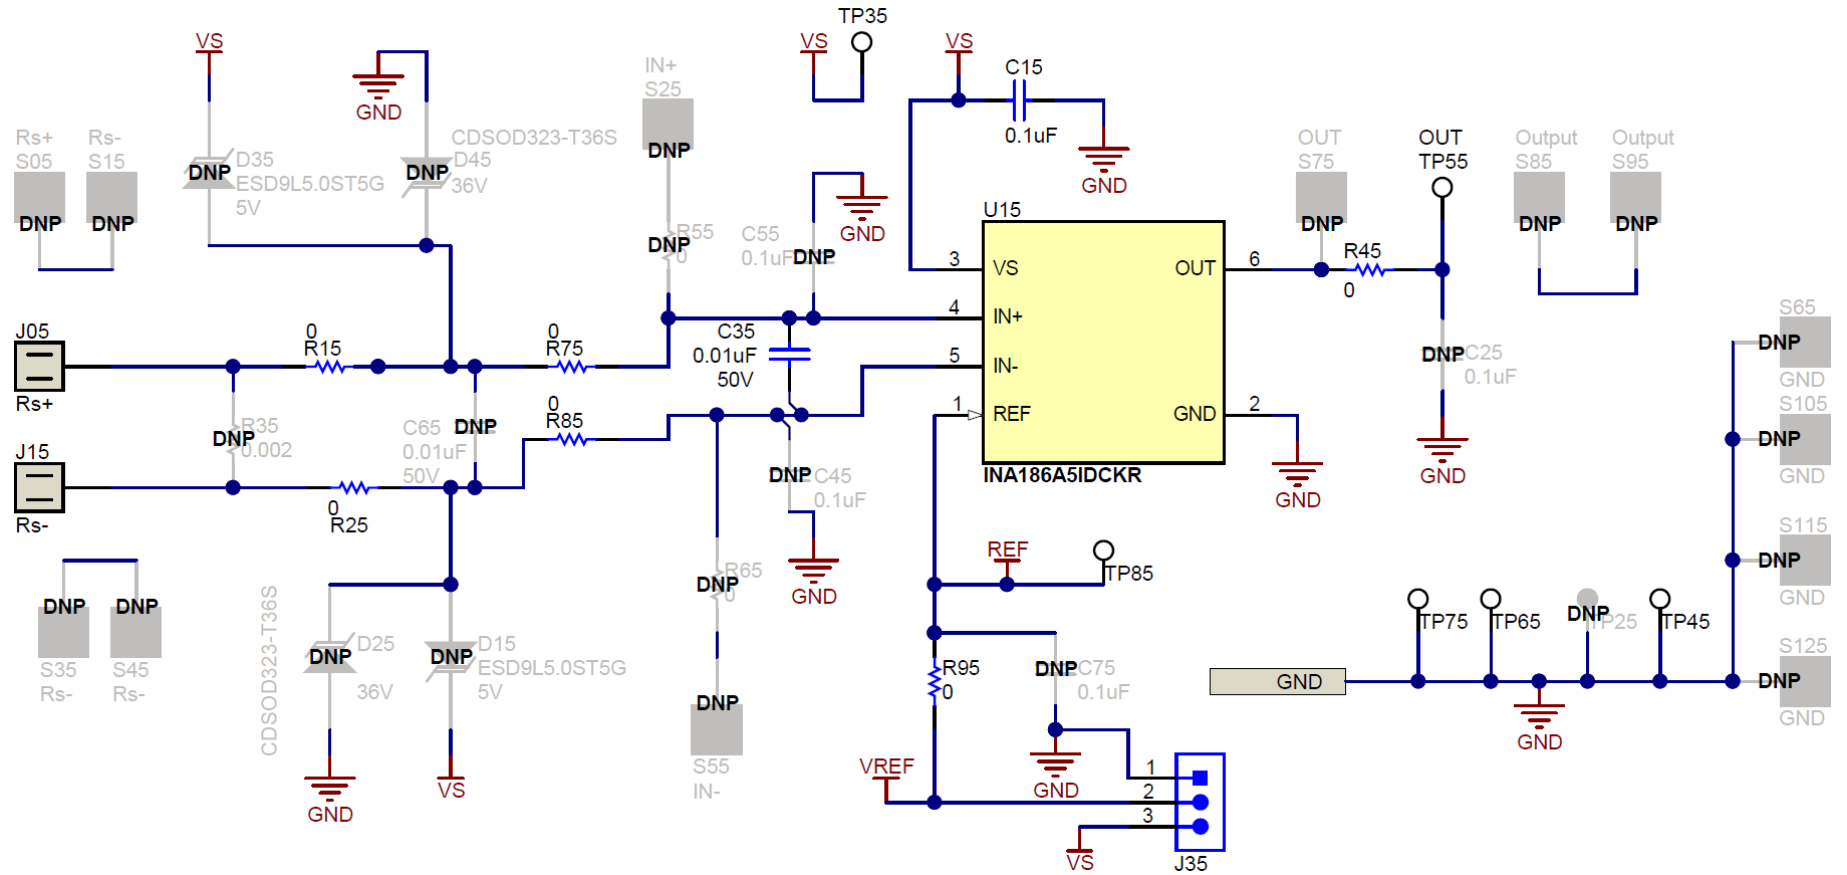 TP35
VS
VS
VS
GND
IN+
S25
DNP
C15
0.1uF
GND
Rs+
S05
DNP
Rs-
S15
DNP
D35
DNP
ESD9L5.0ST5G
5V
CDSOD323-T36S
D45
DNP
36V
OUT
S75
DNP
OUT
TP55
Output
S85
DNP
Output
S95
DNP
R55
DNP
0
C55
0.1uF
DNP
GND
U15
3
VS
4
IN+
5
IN-
1
REF
OUT
6
GND
2
INA186A5IDCKR
R45
0
GND
J05
Rs+
0
R15
0
R75
C35
0.01uF
50V
DNP
C25
0.1uF
GND
S65
DNP
GND
S105
DNP
GND
S115
DNP
GND
S125
DNP
GND
R35
DNP
0.002
C65
DNP
0.01uF
50V
0
R85
J15
Rs-
0
R25
DNP
C45
0.1uF
GND
DNP
S35
Rs-
DNP
S45
Rs-
CDSOD323-T36S
D25
DNP
36V
GND
D15
DNP
ESD9L5.0ST5G
5V
VS
R65
DNP
0
DNP
S55
IN-
REF
TP85
R95
0
DNP
C75
0.1uF
GND
VREF
1
2
3
VS
J35
GND
TP75
TP65
DNP
TP25
TP45
GND